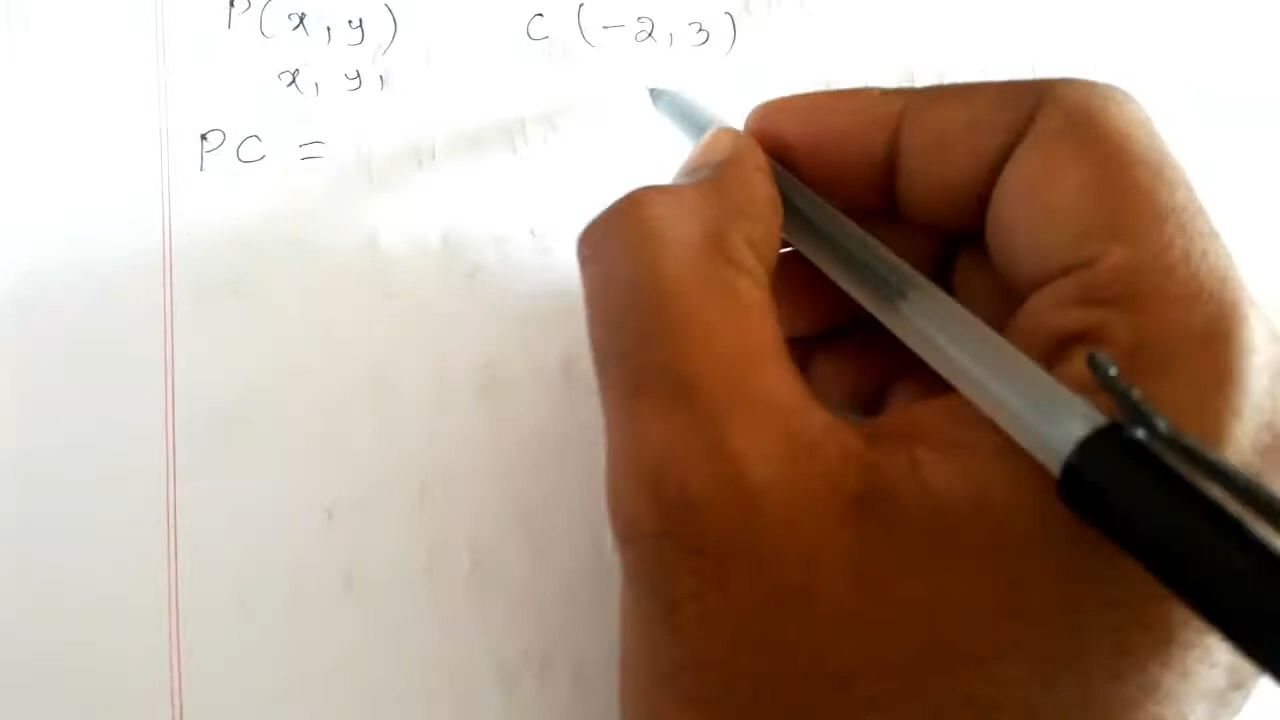 P(x, y) C (-2, 3)
x, y,
PC =